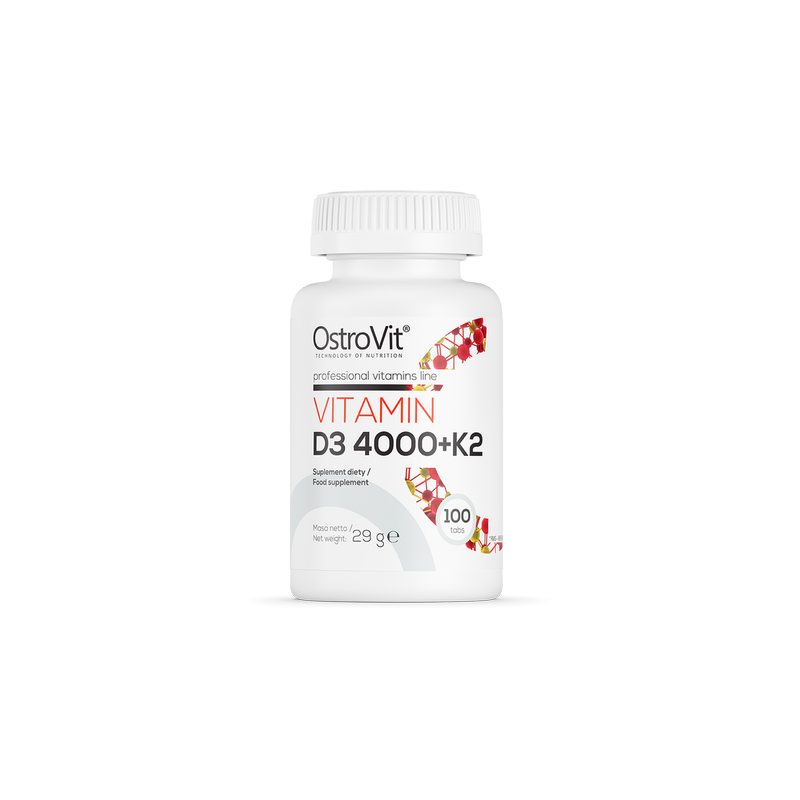 OstroVit®
TECHNOLOGY OF NUTRITION
professional vitamins line
VITAMIN
D3 4000+K2
Suplement diety /
Food supplement
100
tabs
Masa netto /
Net weight: 29 g ℮